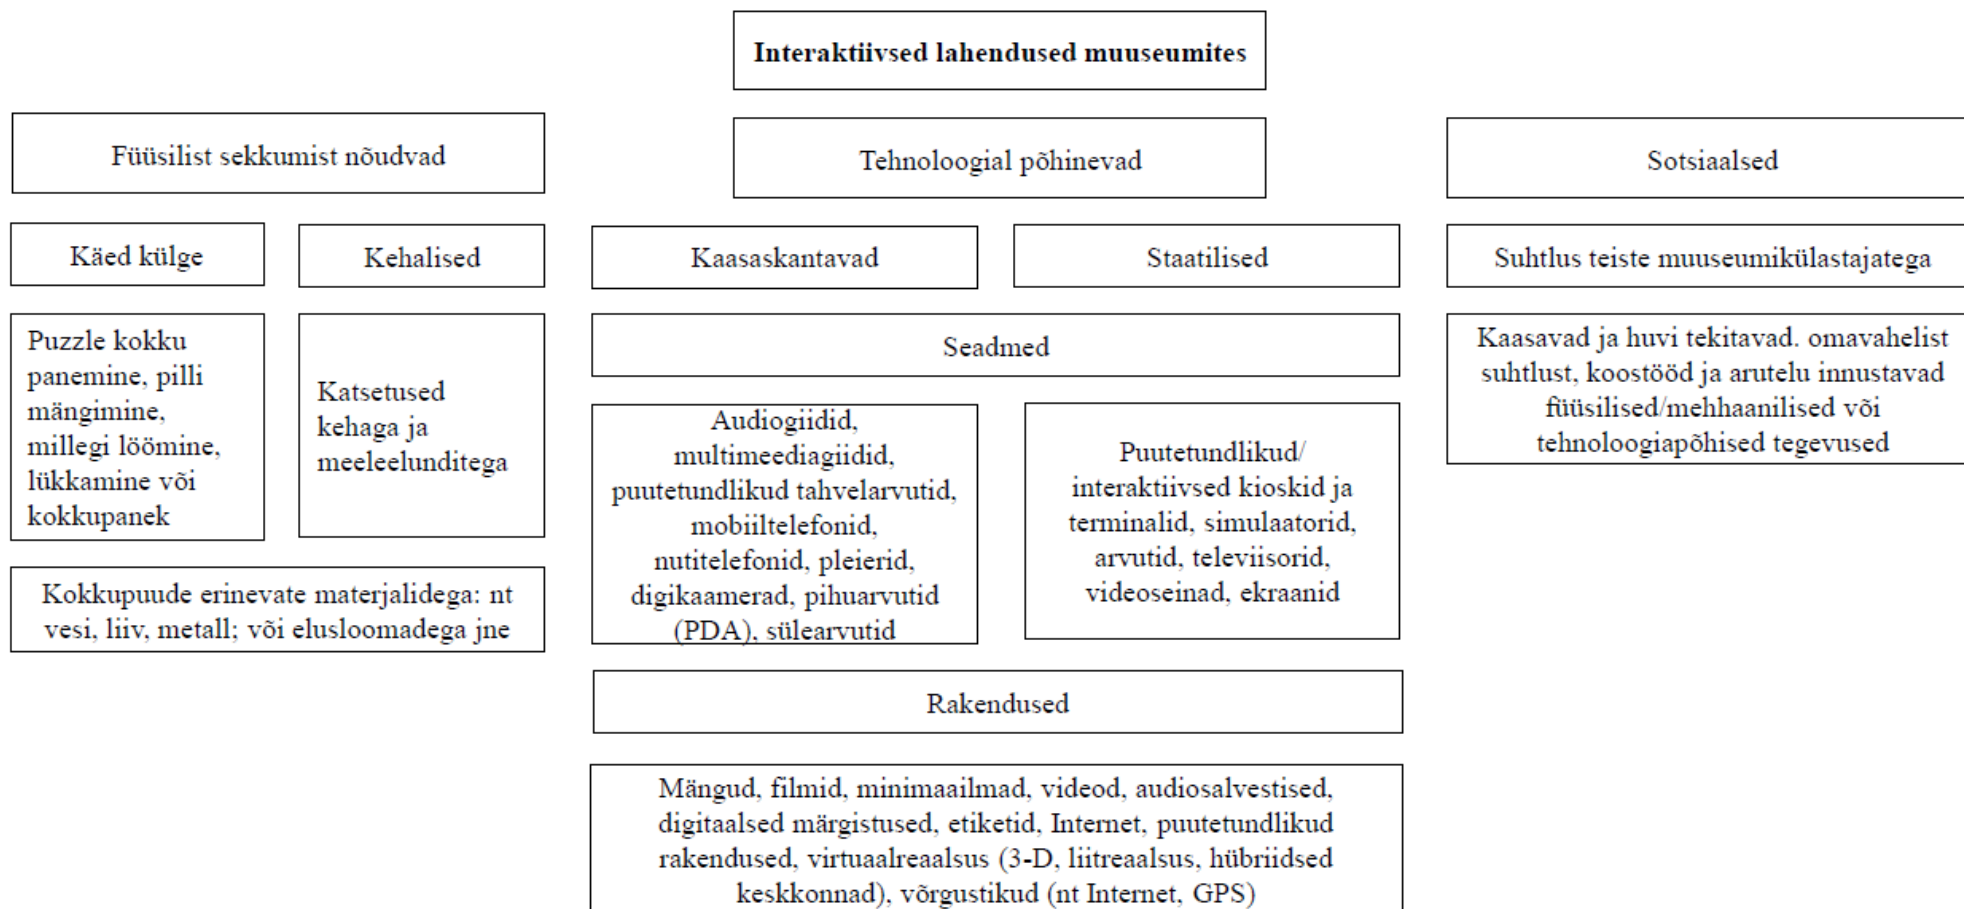 Interaktiivsed lahendused muuseumites
Füüsilist sekkumist nõudvad
Tehnoloogial põhinevad
Sotsiaalsed
Käed külge
Kehalised
Kaasaskantavad
Staatilised
Suhtlus teiste muuseumikülastajatega
Puzzle kokku
panemine, pilli
mängimine,
millegi löömine,
lükkamine või
kokkupanek
Katsetused
kehaga ja
meeleelunditega
Kokkupuude erinevate materjalidega: nt
vesi, liiv, metall; või elusloomadega jne
Seadmed
Audiogiidid,
multimeediagiidid,
puutetundlikud tahvelarvutid,
mobiiltelefonid,
nutitelefonid, pleierid,
digikaamerad, pihuarvutid
(PDA), sülearvutid
Puutetundlikud/
interaktiivsed kioskid ja
terminalid, simulaatorid,
arvutid, televiisorid,
videoseinad, ekraanid
Kaasavad ja huvi tekitavad. omavahelist
suhtlust, koostööd ja arutelu innustavad
füüsilised/mehhaanilised või
tehnoloogiapõhised tegevused
Rakendused
Mängud, filmid, minimaailmad, videod, audiosalvestised,
digitaalsed märgistused, etiketid, Internet, puutetundlikud
rakendused, virtuaalreaalsus (3-D, liitreaalsus, hübriidsed
keskkonnad), võrgustikud (nt Internet, GPS)